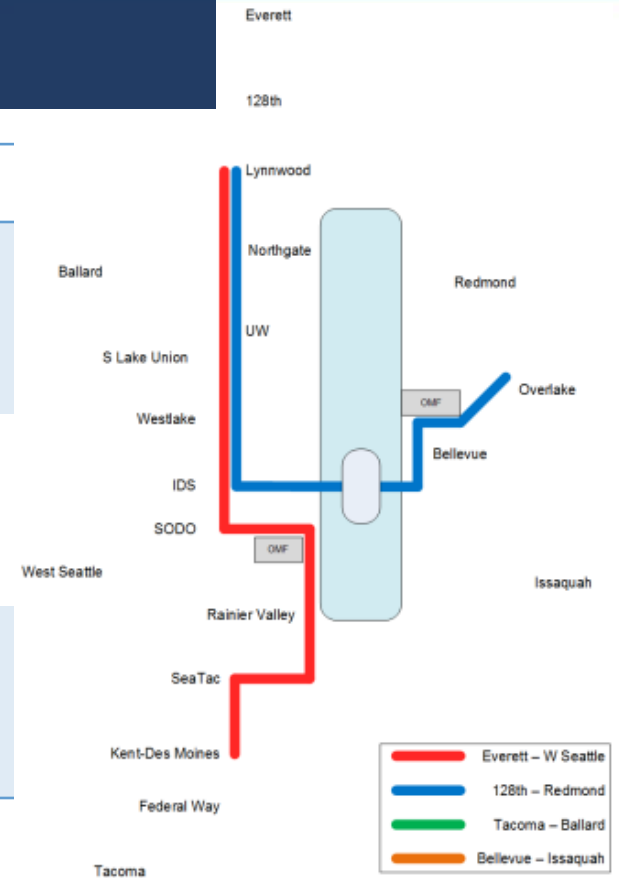 Everett
128th
Lynnwood
Northgate
Ballard
Redmond
UW
S Lake Union
Overlake
OMF
Westlake
Bellevue
IDS
SODO
OMF
West Seattle
Issaquah
Rainier Valley
SeaTac
Kent-Des Moines
Everett – W Seattle
128th – Redmond
Federal Way
Tacoma – Ballard
Bellevue – Issaquah
Tacoma